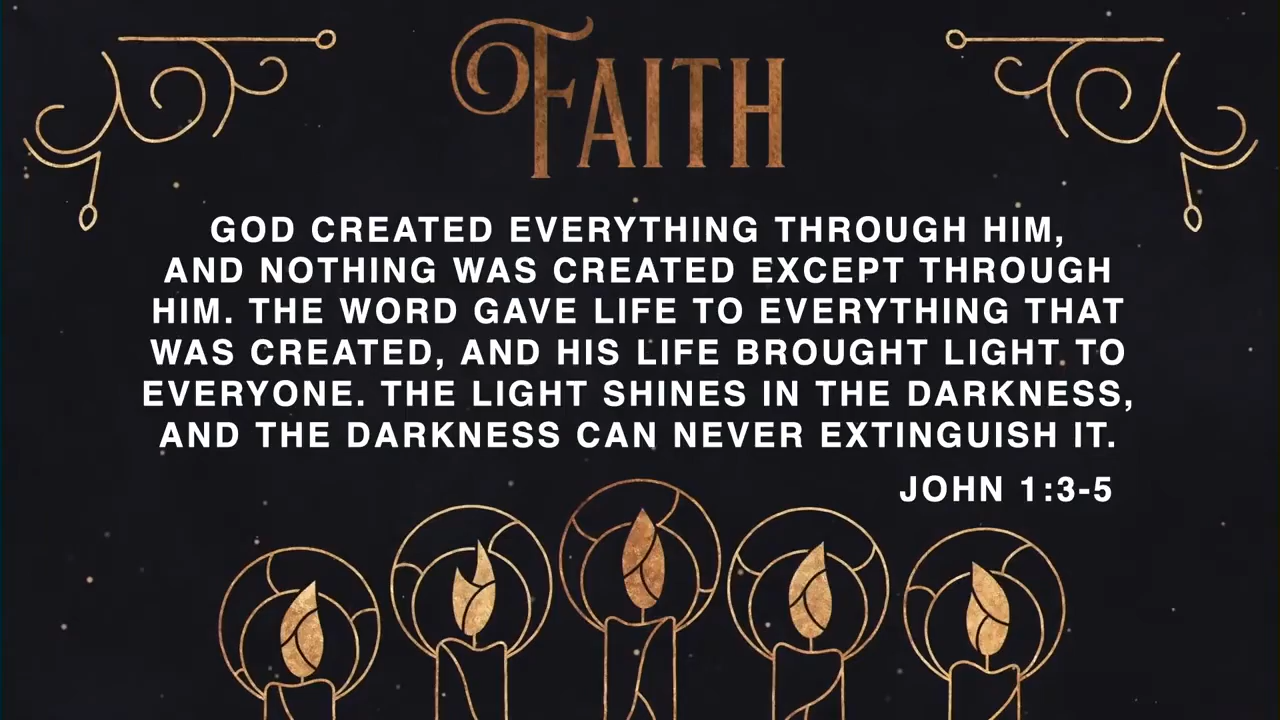 FAITH
GOD CREATED EVERYTHING THROUGH HIM,
AND NOTHING WAS CREATED EXCEPT THROUGH
HIM. THE WORD GAVE LIFE TO EVERYTHING THAT
WAS CREATED, AND HIS LIFE BROUGHT LIGHT TO
EVERYONE. THE LIGHT SHINES IN THE DARKNESS,
AND THE DARKNESS CAN NEVER EXTINGUISH IT.
JOHN 1:3-5